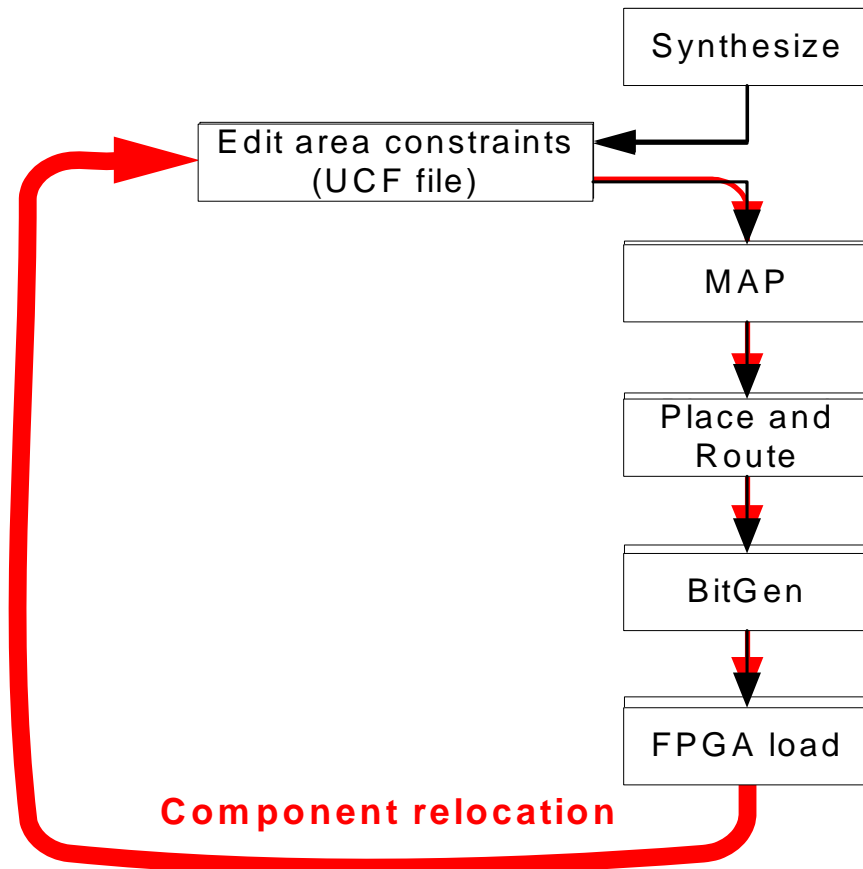 Synthesize
Edit area constraints
(UCF file)
MAP
Place and
Route
BitGen
FPGA load
Component relocation